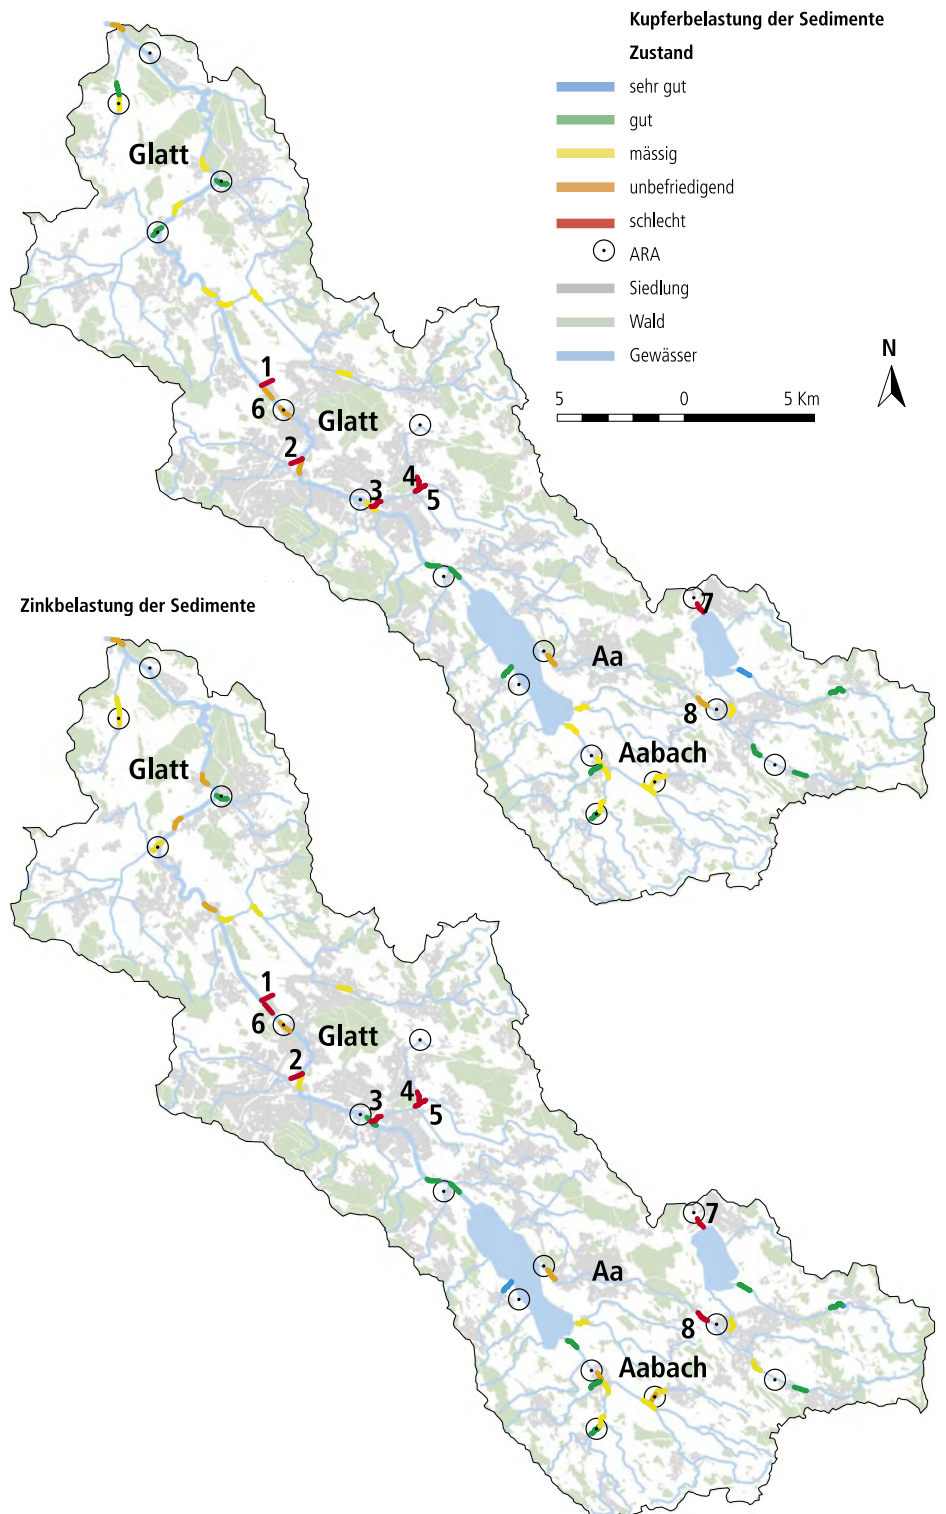 Kupferbelastung der Sedimente
Zustand
sehr gut
gut
mässig
unbefriedigend
schlecht
ARA
Siedlung
Wald
Gewässer
N
5 0 5 Km
Glatt
1
6
Glatt
2
3
4
5
7
Aa
8
Aabach
Zinkbelastung der Sedimente
Glatt
1
6
Glatt
2
3
4
5
7
Aa
8
Aabach